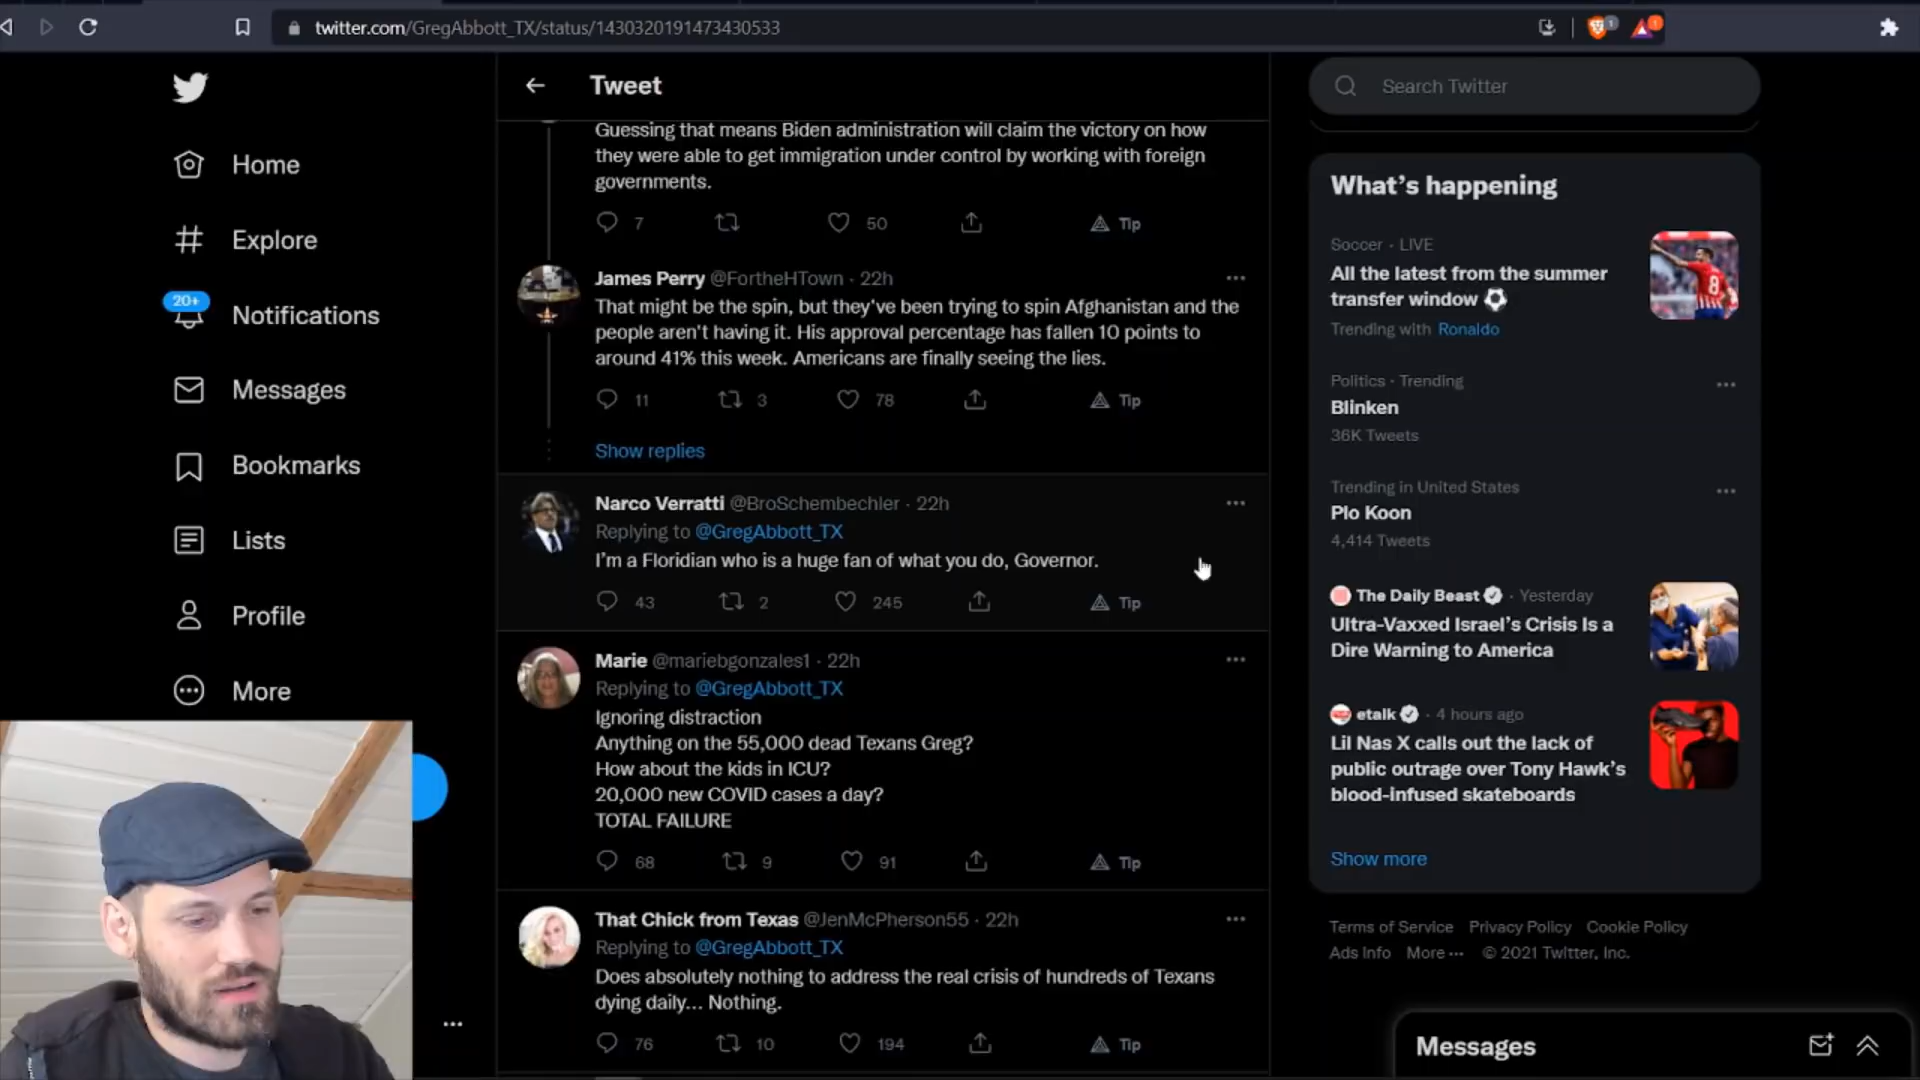 twitter.com/GregAbbott_TX/status/1430320191473430533
1
1
Home
Explore
20+
Notifications
Messages
Bookmarks
Lists
Profile
More
Tweet
Guessing that means Biden administration will claim the victory on how
they were able to get immigration under control by working with foreign
governments.
7
50
Tip
James Perry @FortheHTown · 22h
That might be the spin, but they've been trying to spin Afghanistan and the
people aren't having it. His approval percentage has fallen 10 points to
around 41% this week. Americans are finally seeing the lies.
11
3
78
Tip
Show replies
Narco Verratti @BroSchembechler · 22h
Replying to @GregAbbott_TX
I'm a Floridian who is a huge fan of what you do, Governor.
43
2
245
Tip
Marie @mariebgonzales1 · 22h
Replying to @GregAbbott_TX
Ignoring distraction
Anything on the 55,000 dead Texans Greg?
How about the kids in ICU?
20,000 new COVID cases a day?
TOTAL FAILURE
68
9
91
Tip
That Chick from Texas @JenMcPherson55 · 22h
Replying to @GregAbbott_TX
Does absolutely nothing to address the real crisis of hundreds of Texans
dying daily... Nothing.
76
10
194
Tip
Search Twitter
What's happening
Soccer · LIVE
All the latest from the summer
transfer window
Trending with Ronaldo
8
Politics · Trending
Blinken
36K Tweets
Trending in United States
Plo Koon
4,414 Tweets
The Daily Beast · Yesterday
Ultra-Vaxxed Israel's Crisis Is a
Dire Warning to America
etalk · 4 hours ago
Lil Nas X calls out the lack of
public outrage over Tony Hawk's
blood-infused skateboards
Show more
Terms of Service Privacy Policy Cookie Policy
Ads Info More ··· © 2021 Twitter, Inc.
Messages